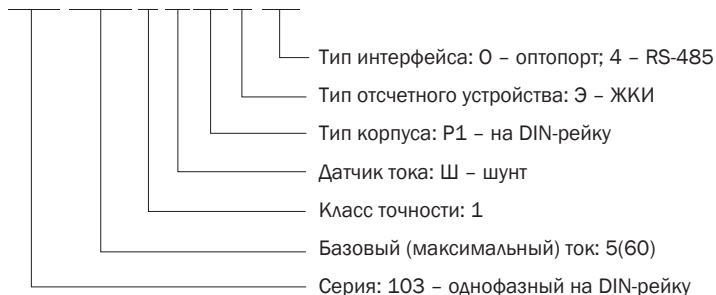 Тип интерфейса: О – оптопорт; 4 – RS-485
Тип отсчетного устройства: Э – ЖКИ
Тип корпуса: Р1 – на DIN-рейку
Датчик тока: Ш – шунт
Класс точности: 1
Базовый (максимальный) ток: 5(60)
Серия: 103 – однофазный на DIN-рейку